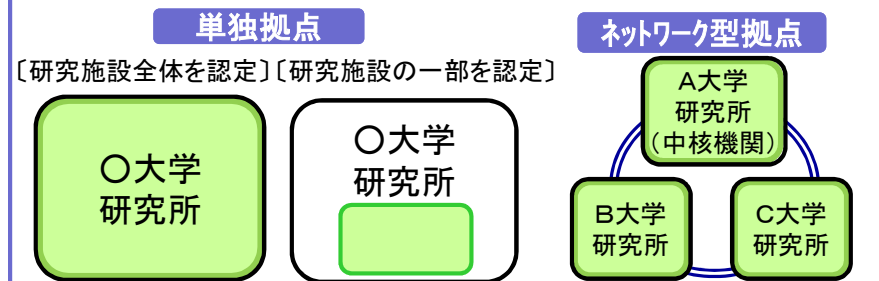 単独拠点
ネットワーク型拠点
〔研究施設全体を認定〕〔研究施設の一部を認定〕
〇大学
研究所
〇大学
研究所
A大学
研究所
(中核機関)
B大学
研究所
C大学
研究所